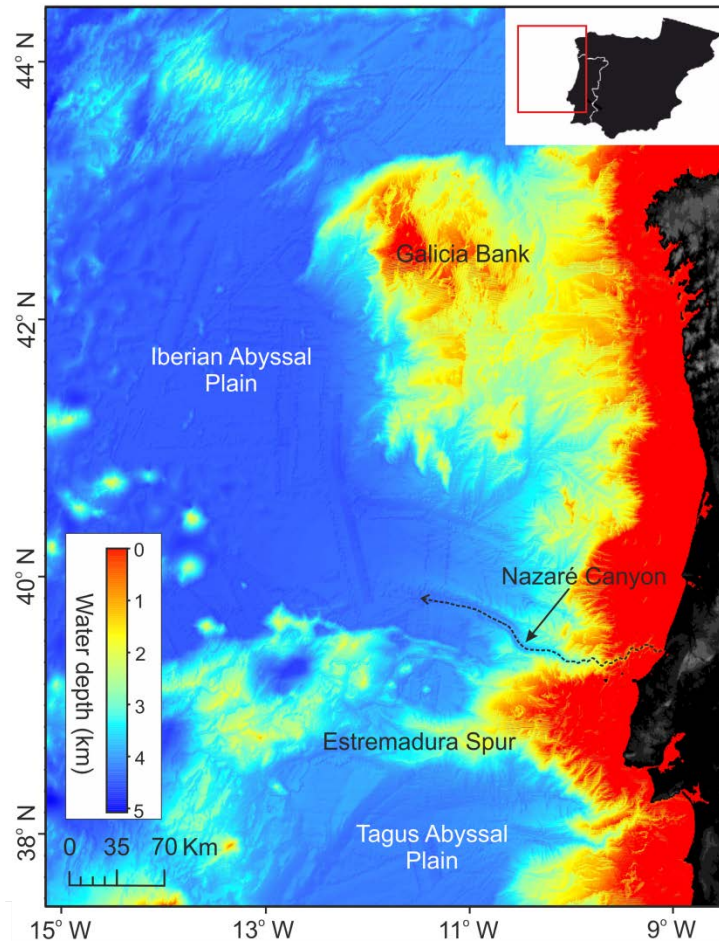 44° N
Galicia Bank
42° N
Iberian Abyssal
Plain
40° N
Nazaré Canyon
Water depth (km)
0
1
2
3
4
5
Estremadura Spur
38° N
Tagus Abyssal
Plain
0 35 70 Km
15° W 13° W 11° W 9° W